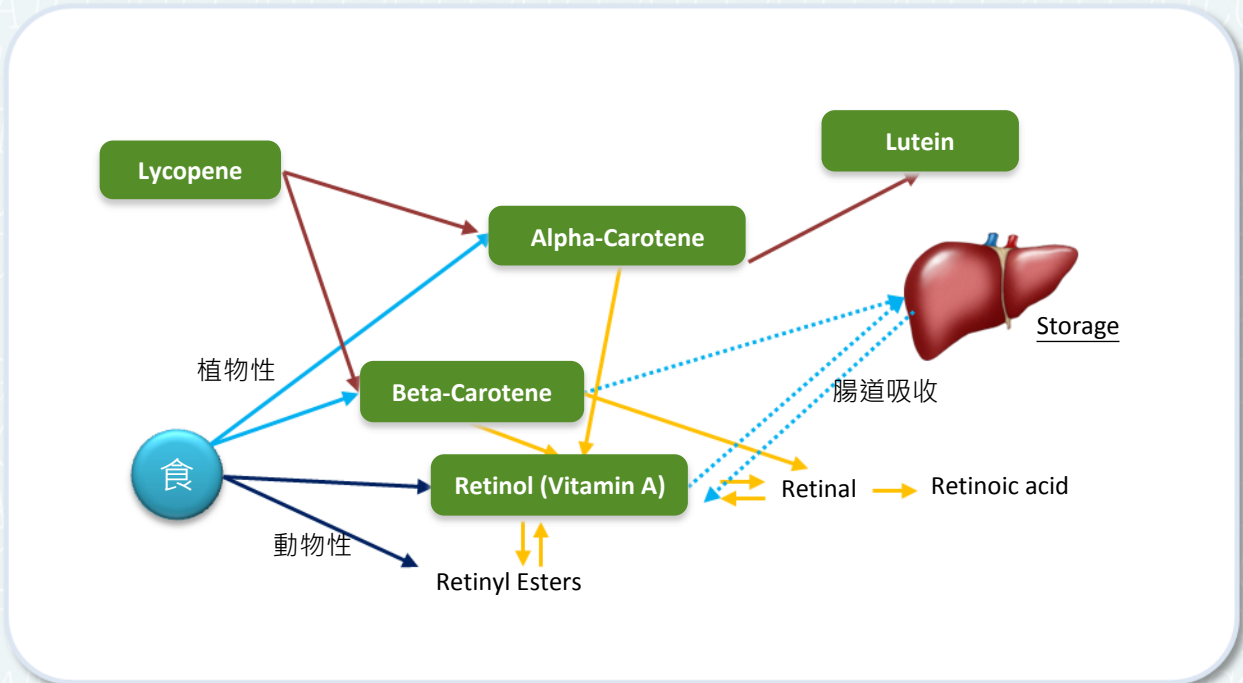 Lutein
Lycopene
Alpha-Carotene
Storage
植物性
Beta-Carotene
腸道吸收
食
Retinol (Vitamin A)
Retinal
Retinoic acid
動物性
Retinyl Esters